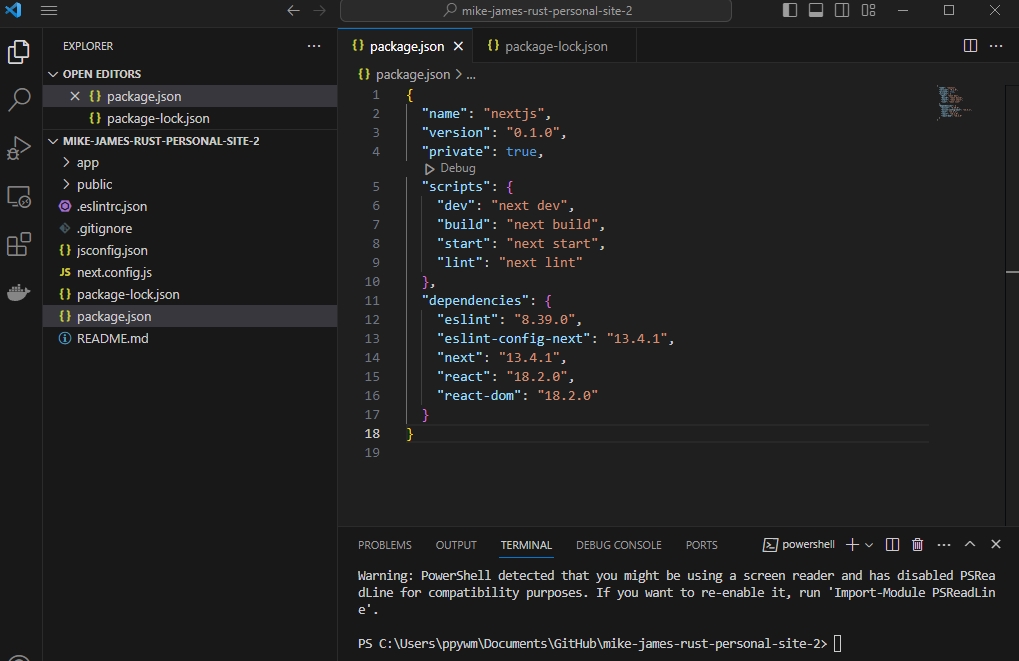 mike-james-rust-personal-site-2
EXPLORER
OPEN EDITORS
{} package.json
{} package-lock.json
MIKE-JAMES-RUST-PERSONAL-SITE-2
app
public
.eslintrc.json
.gitignore
{} jsconfig.json
JS next.config.js
{} package-lock.json
{} package.json
README.md
{} package.json
{} package-lock.json
{} package.json > ...
1 {
2 "name": "nextjs",
3 "version": "0.1.0",
4 "private": true,
Debug
5 "scripts": {
6 "dev": "next dev",
7 "build": "next build",
8 "start": "next start",
9 "lint": "next lint"
10 },
11 "dependencies": {
12 "eslint": "8.39.0",
13 "eslint-config-next": "13.4.1",
14 "next": "13.4.1",
15 "react": "18.2.0",
16 "react-dom": "18.2.0"
17 }
18 }
19
PROBLEMS OUTPUT TERMINAL DEBUG CONSOLE PORTS powershell
Warning: PowerShell detected that you might be using a screen reader and has disabled PSRea
dLine for compatibility purposes. If you want to re-enable it, run 'Import-Module PSReadLin
e'.
PS C:\Users\ppywm\Documents\GitHub\mike-james-rust-personal-site-2>